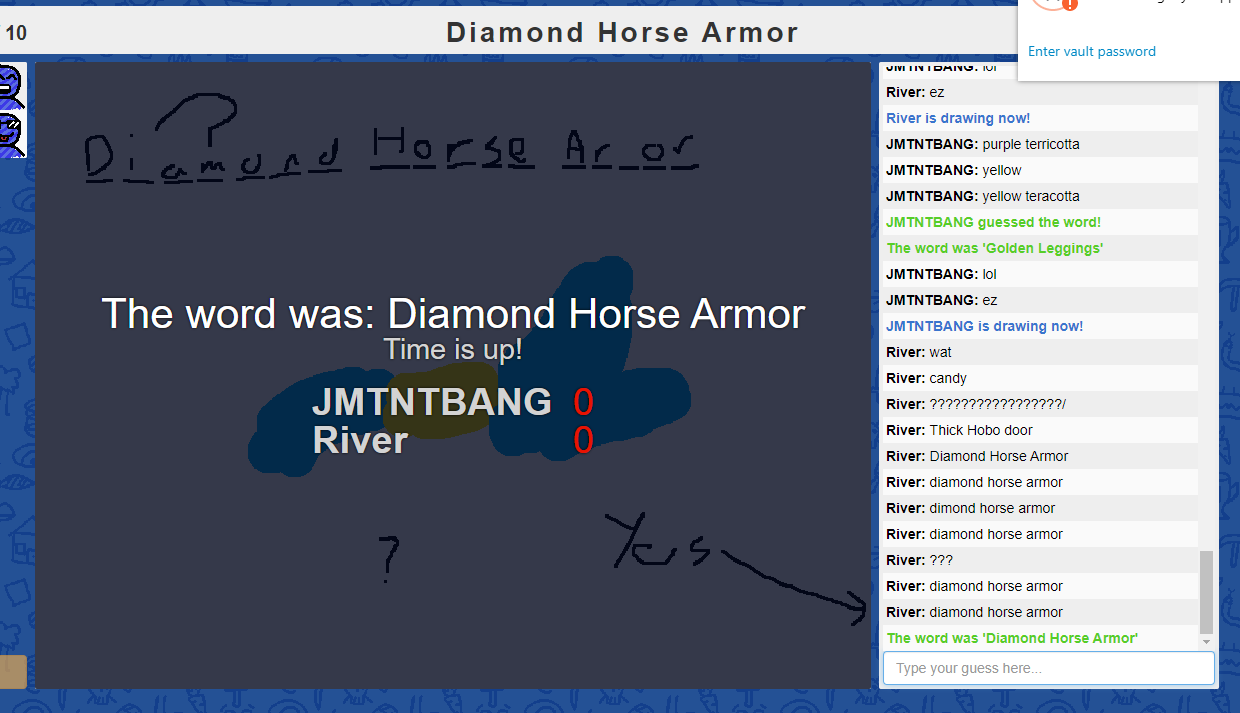 10
Diamond Horse Armor
Enter vault password
Diamond Horse Ar or
?
Yes
The word was: Diamond Horse Armor
Time is up!
JMTNTBANG 0
River 0
JMTNTBANG: lol
River: ez
River is drawing now!
JMTNTBANG: purple terricotta
JMTNTBANG: yellow
JMTNTBANG: yellow teracotta
JMTNTBANG guessed the word!
The word was 'Golden Leggings'
JMTNTBANG: lol
JMTNTBANG: ez
JMTNTBANG is drawing now!
River: wat
River: candy
River: ?????????????????/
River: Thick Hobo door
River: Diamond Horse Armor
River: diamond horse armor
River: dimond horse armor
River: diamond horse armor
River: ???
River: diamond horse armor
River: diamond horse armor
The word was 'Diamond Horse Armor'
Type your guess here...